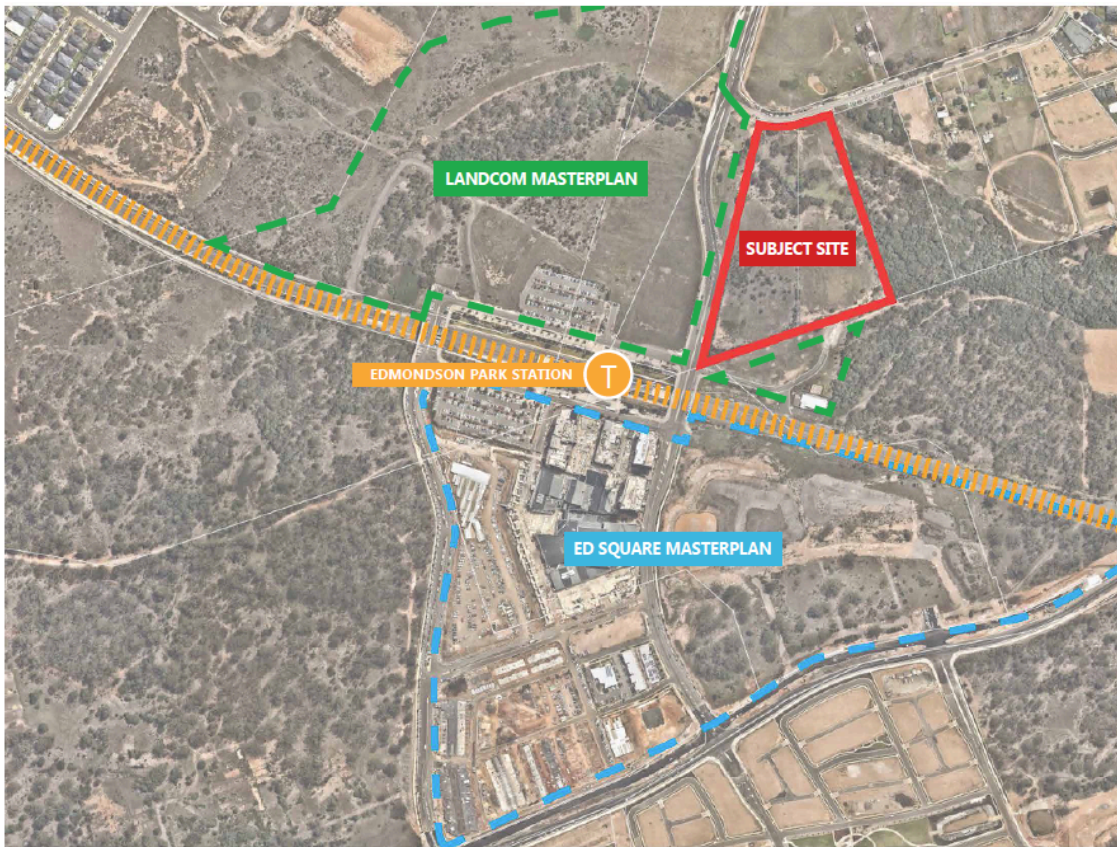 LANDCOM MASTERPLAN
SUBJECT SITE
EDMONDSON PARK STATION
T
ED SQUARE MASTERPLAN